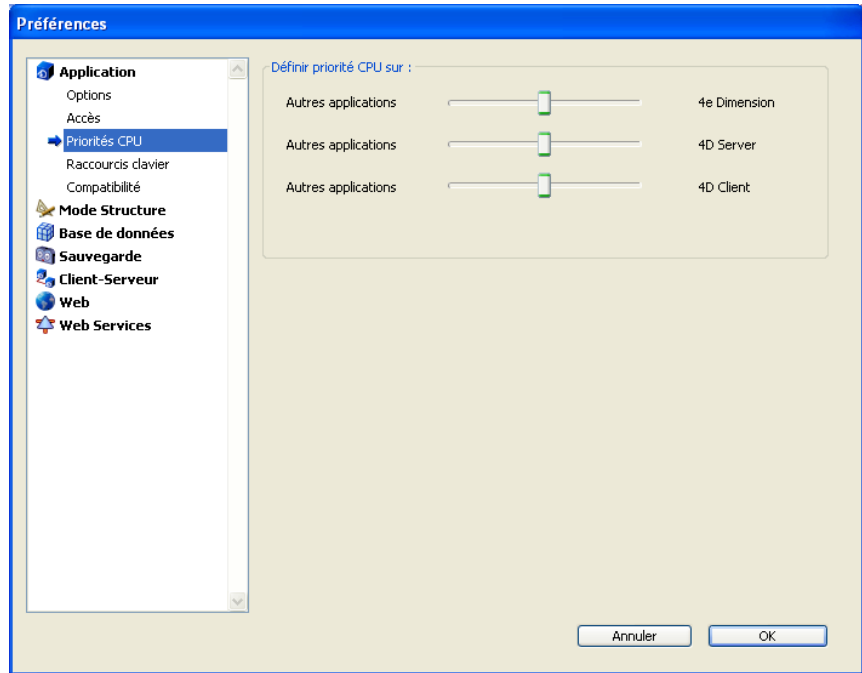 Préférences
Application
Options
Accès
Priorités CPU
Raccourcis clavier
Compatibilité
Mode Structure
Base de données
Sauvegarde
Client-Serveur
Web
Web Services
Définir priorité CPU sur :
Autres applications 4e Dimension
Autres applications 4D Server
Autres applications 4D Client
Annuler OK